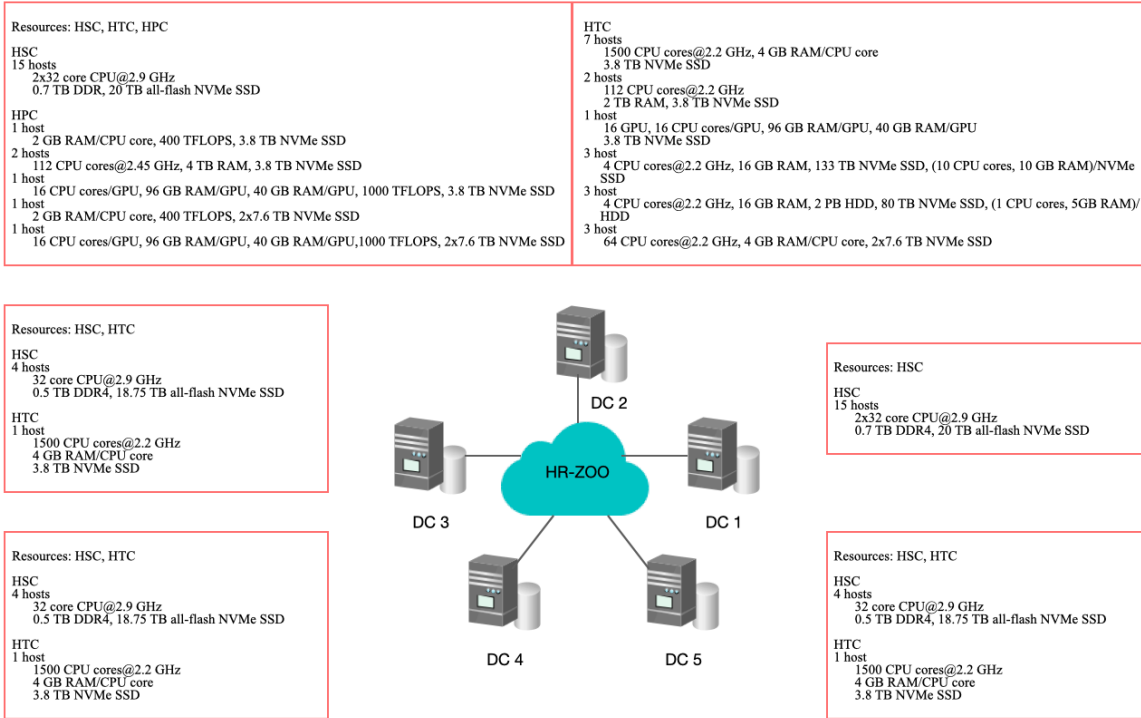 Resources: HSC, HTC, HPC
HSC
15 hosts
2x32 core CPU@2.9 GHz
0.7 TB DDR, 20 TB all-flash NVMe SSD
HPC
1 host
2 GB RAM/CPU core, 400 TFLOPS, 3.8 TB NVMe SSD
2 hosts
112 CPU cores@2.45 GHz, 4 TB RAM, 3.8 TB NVMe SSD
1 host
16 CPU cores/GPU, 96 GB RAM/GPU, 40 GB RAM/GPU, 1000 TFLOPS, 3.8 TB NVMe SSD
1 host
2 GB RAM/CPU core, 400 TFLOPS, 2x7.6 TB NVMe SSD
1 host
16 CPU cores/GPU, 96 GB RAM/GPU, 40 GB RAM/GPU,1000 TFLOPS, 2x7.6 TB NVMe SSD
HTC
7 hosts
1500 CPU cores@2.2 GHz, 4 GB RAM/CPU core
3.8 TB NVMe SSD
2 hosts
112 CPU cores@2.2 GHz
2 TB RAM, 3.8 TB NVMe SSD
1 host
16 GPU, 16 CPU cores/GPU, 96 GB RAM/GPU, 40 GB RAM/GPU
3.8 TB NVMe SSD
3 host
4 CPU cores@2.2 GHz, 16 GB RAM, 133 TB NVMe SSD, (10 CPU cores, 10 GB RAM)/NVMe
SSD
3 host
4 CPU cores@2.2 GHz, 16 GB RAM, 2 PB HDD, 80 TB NVMe SSD, (1 CPU cores, 5GB RAM)/
HDD
3 host
64 CPU cores@2.2 GHz, 4 GB RAM/CPU core, 2x7.6 TB NVMe SSD
Resources: HSC, HTC
HSC
4 hosts
32 core CPU@2.9 GHz
0.5 TB DDR4, 18.75 TB all-flash NVMe SSD
HTC
1 host
1500 CPU cores@2.2 GHz
4 GB RAM/CPU core
3.8 TB NVMe SSD
DC 2
HR-ZOO
DC 3
DC 1
DC 4
DC 5
Resources: HSC
HSC
15 hosts
2x32 core CPU@2.9 GHz
0.7 TB DDR4, 20 TB all-flash NVMe SSD
Resources: HSC, HTC
HSC
4 hosts
32 core CPU@2.9 GHz
0.5 TB DDR4, 18.75 TB all-flash NVMe SSD
HTC
1 host
1500 CPU cores@2.2 GHz
4 GB RAM/CPU core
3.8 TB NVMe SSD
Resources: HSC, HTC
HSC
4 hosts
32 core CPU@2.9 GHz
0.5 TB DDR4, 18.75 TB all-flash NVMe SSD
HTC
1 host
1500 CPU cores@2.2 GHz
4 GB RAM/CPU core
3.8 TB NVMe SSD